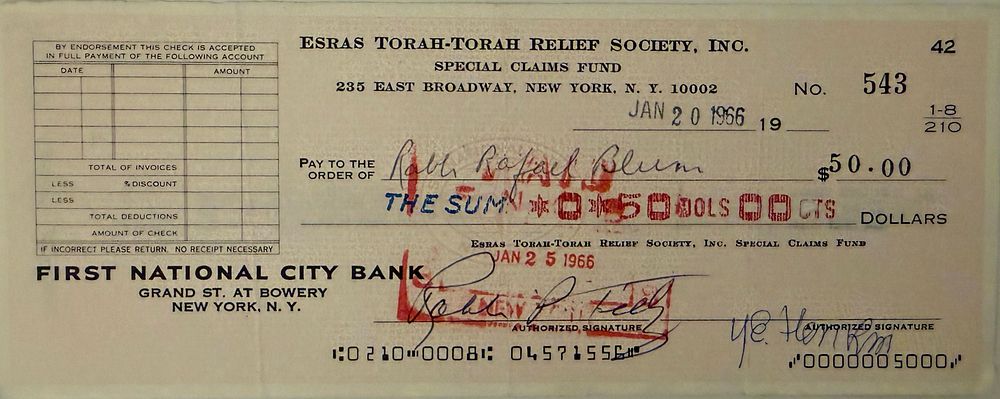 BY ENDORSEMENT THIS CHECK IS ACCEPTED
IN FULL PAYMENT OF THE FOLLOWING ACCOUNT
DATE AMOUNT
TOTAL OF INVOICES
LESS % DISCOUNT
LESS
TOTAL DEDUCTIONS
AMOUNT OF CHECK
IF INCORRECT PLEASE RETURN. NO RECEIPT NECESSARY
ESRAS TORAH-TORAH RELIEF SOCIETY, INC.
SPECIAL CLAIMS FUND
235 EAST BROADWAY, NEW YORK, N. Y. 10002
42
NO. 543
1-8
210
JAN 20 1966 19
PAY TO THE
ORDER OF Rabbi Rafael Blum $50.00
THE SUM 0 50 DOLS 00 CTS DOLLARS
ESRAS TORAH-TORAH RELIEF SOCIETY, INC. SPECIAL CLAIMS FUND
JAN 25 1966
FIRST NATIONAL CITY BANK
GRAND ST. AT BOWERY
NEW YORK, N. Y.
NEW
AUTHORIZED SIGNATURE
Y.E. Henkin
AUTHORIZED SIGNATURE
⑆0210⑉0008⑆ 04571556⑈ ⑈0000005000⑈